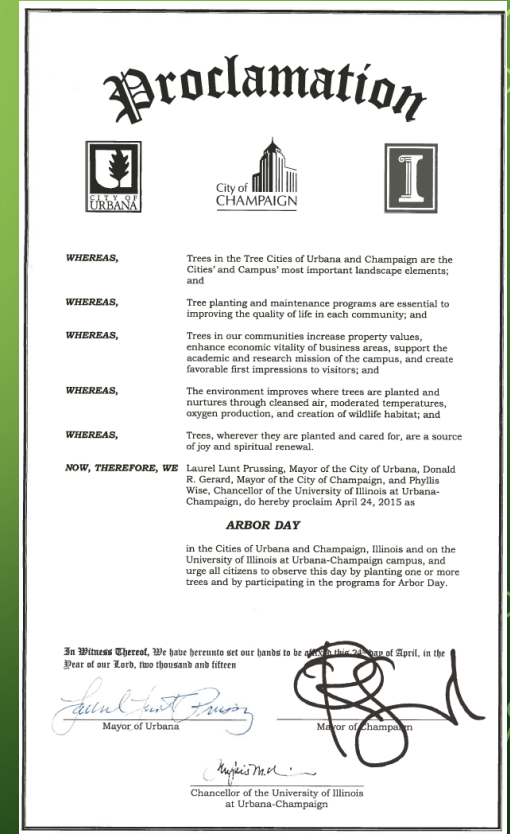 Proclamation
CITY OF
URBANA
City of
CHAMPAIGN
I
WHEREAS, Trees in the Tree Cities of Urbana and Champaign are the
Cities' and Campus' most important landscape elements;
and
WHEREAS, Tree planting and maintenance programs are essential to
improving the quality of life in each community; and
WHEREAS, Trees in our communities increase property values,
enhance economic vitality of business areas, support the
academic and research mission of the campus, and create
favorable first impressions to visitors; and
WHEREAS, The environment improves where trees are planted and
nurtures through cleansed air, moderated temperatures,
oxygen production, and creation of wildlife habitat; and
WHEREAS, Trees, wherever they are planted and cared for, are a source
of joy and spiritual renewal.
NOW, THEREFORE, WE Laurel Lunt Prussing, Mayor of the City of Urbana, Donald
R. Gerard, Mayor of the City of Champaign, and Phyllis
Wise, Chancellor of the University of Illinois at Urbana-
Champaign, do hereby proclaim April 24, 2015 as
ARBOR DAY
in the Cities of Urbana and Champaign, Illinois and on the
University of Illinois at Urbana-Champaign campus, and
urge all citizens to observe this day by planting one or more
trees and by participating in the programs for Arbor Day.
In Witness Thereof, We have hereunto set our hands to be affixed this 24th day of April, in the
Year of our Lord, two thousand and fifteen
Laurel Lunt Prussing
Mayor of Urbana
Mayor of Champaign
Chancellor of the University of Illinois
at Urbana-Champaign